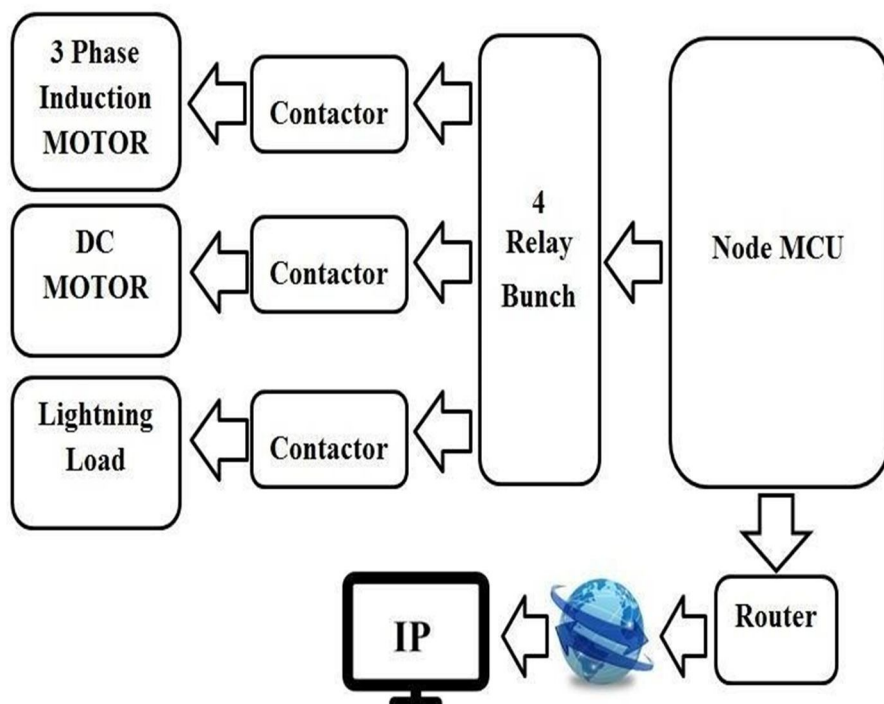 3 Phase
Induction
MOTOR
Contactor
DC
MOTOR
Contactor
Lightning
Load
Contactor
4
Relay
Bunch
Node MCU
Router
IP